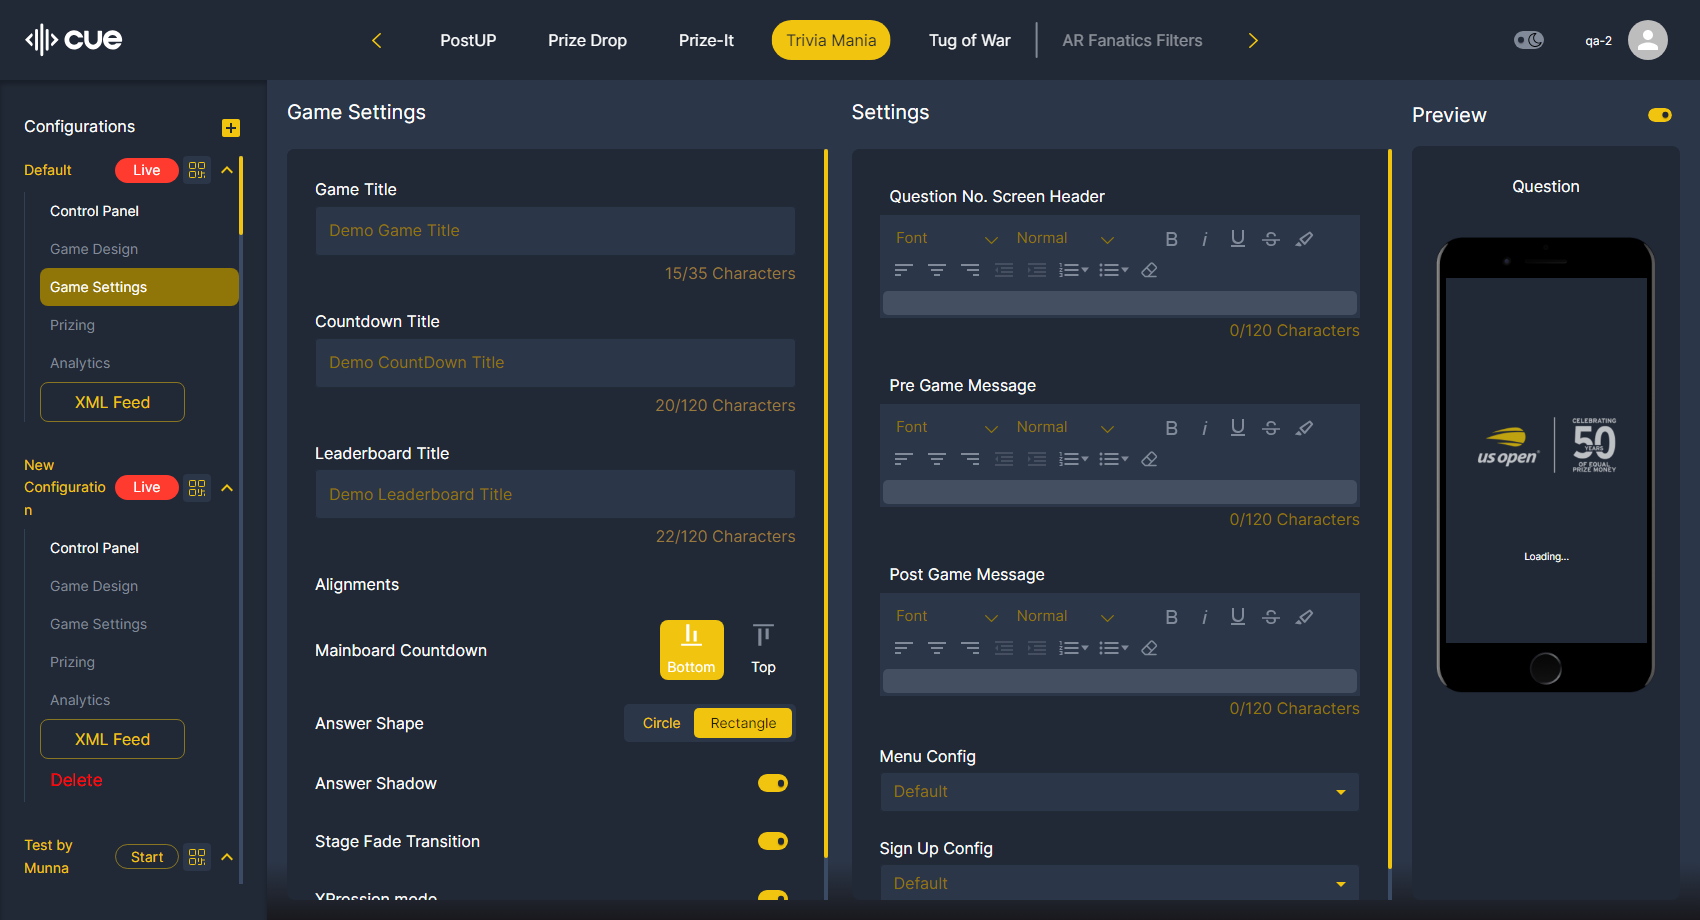 cue
PostUP
Prize Drop
Prize-It
Trivia Mania
Tug of War
AR Fanatics Filters
qa-2
Configurations
Default
Live
Control Panel
Game Design
Game Settings
Prizing
Analytics
XML Feed
New
Configuratio
n
Live
Control Panel
Game Design
Game Settings
Prizing
Analytics
XML Feed
Delete
Test by
Munna
Start
Game Settings
Game Title
Demo Game Title
15/35 Characters
Countdown Title
Demo CountDown Title
20/120 Characters
Leaderboard Title
Demo Leaderboard Title
22/120 Characters
Alignments
Mainboard Countdown
Bottom
Top
Answer Shape
Circle
Rectangle
Answer Shadow
Stage Fade Transition
XPression mode
Settings
Question No. Screen Header
Font
Normal
B i U S
0/120 Characters
Pre Game Message
Font
Normal
B i U S
0/120 Characters
Post Game Message
Font
Normal
B i U S
0/120 Characters
Menu Config
Default
Sign Up Config
Default
Preview
Question
us open
CELEBRATING
50
YEARS
OF EQUAL
PRIZE MONEY
Loading...